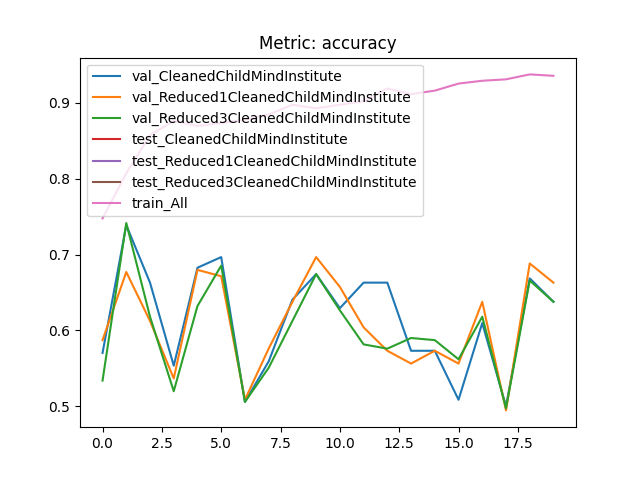 Metric: accuracy
val_CleanedChildMindInstitute
val_Reduced1CleanedChildMindInstitute
val_Reduced3CleanedChildMindInstitute
test_CleanedChildMindInstitute
test_Reduced1CleanedChildMindInstitute
test_Reduced3CleanedChildMindInstitute
train_All
0.9
0.8
0.7
0.6
0.5
0.0 2.5 5.0 7.5 10.0 12.5 15.0 17.5